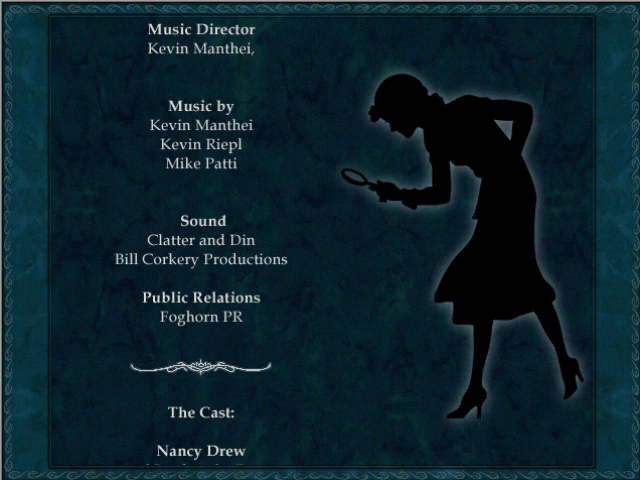 Music Director
Kevin Manthei,
Music by
Kevin Manthei
Kevin Riepl
Mike Patti
Sound
Clatter and Din
Bill Corkery Productions
Public Relations
Foghorn PR
The Cast:
Nancy Drew